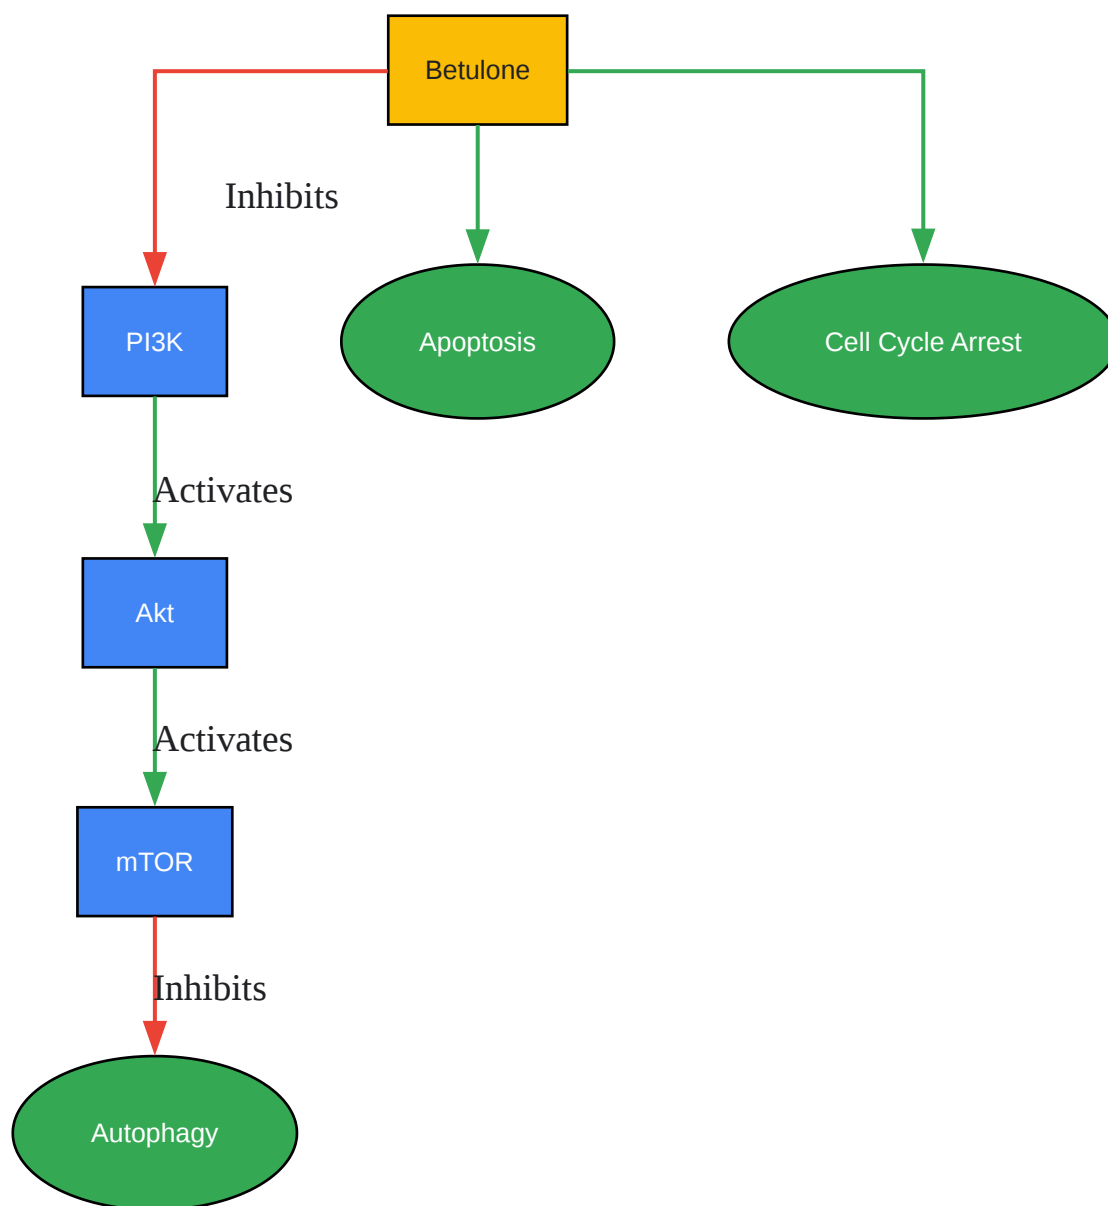 Betulone
Inhibits
PI3K
Apoptosis
Cell Cycle Arrest
Activates
Akt
Activates
mTOR
Inhibits
Autophagy